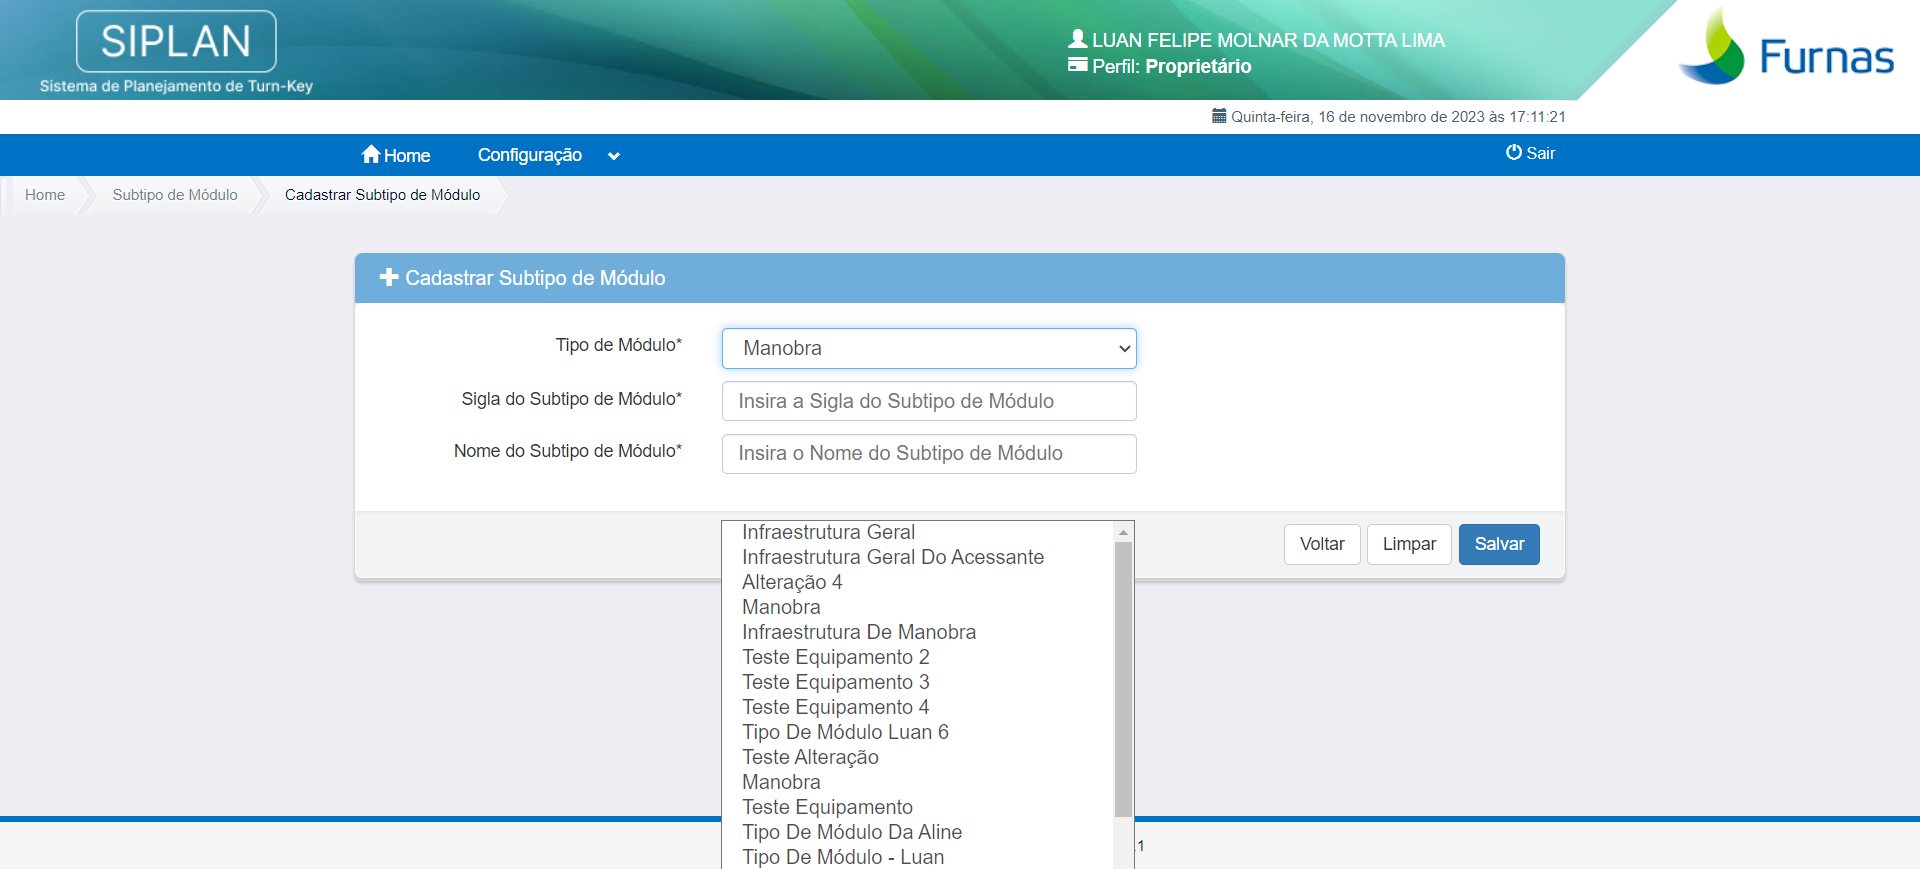 SIPLAN
Sistema de Planejamento de Turn-Key
LUAN FELIPE MOLNAR DA MOTTA LIMA
Perfil: Proprietário
Furnas
Quinta-feira, 16 de novembro de 2023 às 17:11:21
Home Configuração Sair
Home Subtipo de Módulo Cadastrar Subtipo de Módulo
Cadastrar Subtipo de Módulo
Tipo de Módulo* Manobra
Sigla do Subtipo de Módulo* Insira a Sigla do Subtipo de Módulo
Nome do Subtipo de Módulo* Insira o Nome do Subtipo de Módulo
Voltar Limpar Salvar
Infraestrutura Geral
Infraestrutura Geral Do Acessante
Alteração 4
Manobra
Infraestrutura De Manobra
Teste Equipamento 2
Teste Equipamento 3
Teste Equipamento 4
Tipo De Módulo Luan 6
Teste Alteração
Manobra
Teste Equipamento
Tipo De Módulo Da Aline
Tipo De Módulo - Luan
.1